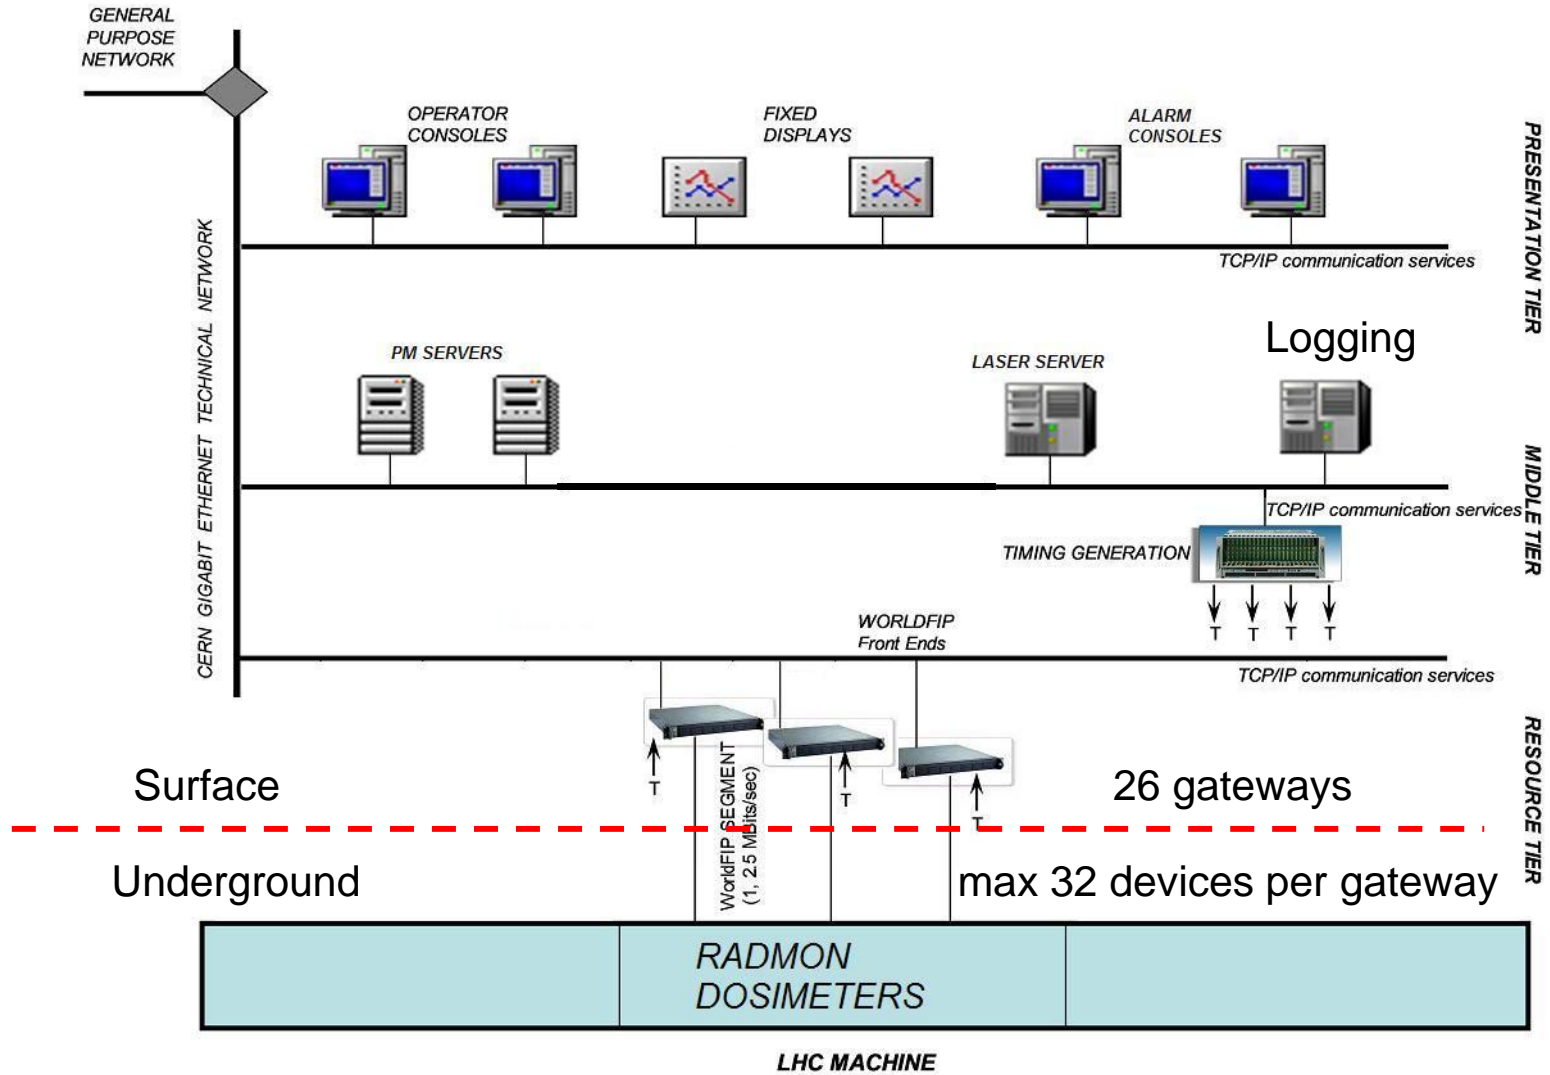 GENERAL
PURPOSE
NETWORK
OPERATOR
CONSOLES
FIXED
DISPLAYS
ALARM
CONSOLES
PRESENTATION TIER
TCP/IP communication services
CERN GIGABIT ETHERNET TECHNICAL NETWORK
PM SERVERS
LASER SERVER
Logging
MIDDLE TIER
TCP/IP communication services
TIMING GENERATION
T T T T
WORLDFIP
Front Ends
TCP/IP communication services
RESOURCE TIER
T
T
T
WorldFIP SEGMENT
(1, 2.5 MBits/sec)
Surface
26 gateways
Underground
max 32 devices per gateway
RADMON
DOSIMETERS
LHC MACHINE